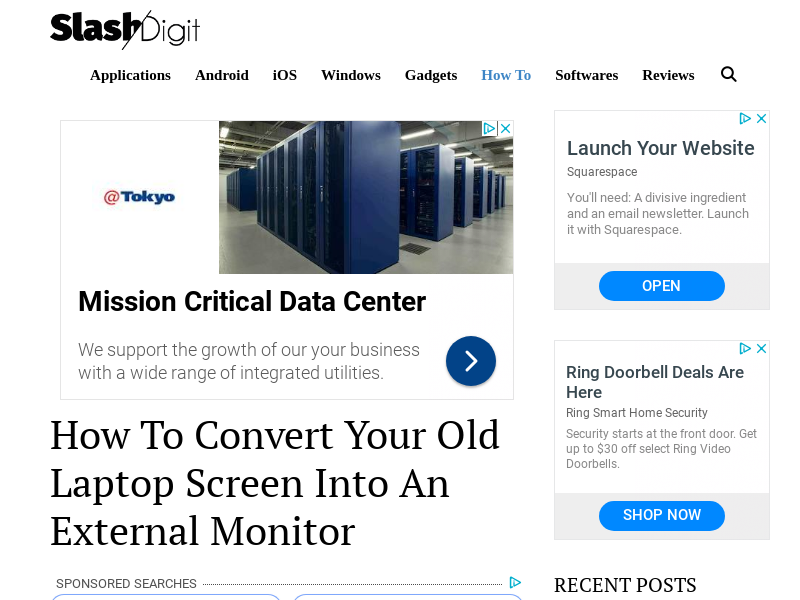 SlashDigit
Applications Android iOS Windows Gadgets How To Softwares Reviews
@Tokyo
Mission Critical Data Center
We support the growth of our your business
with a wide range of integrated utilities.
How To Convert Your Old
Laptop Screen Into An
External Monitor
SPONSORED SEARCHES
Launch Your Website
Squarespace
You'll need: A divisive ingredient
and an email newsletter. Launch
it with Squarespace.
OPEN
Ring Doorbell Deals Are
Here
Ring Smart Home Security
Security starts at the front door. Get
up to $30 off select Ring Video
Doorbells.
SHOP NOW
RECENT POSTS